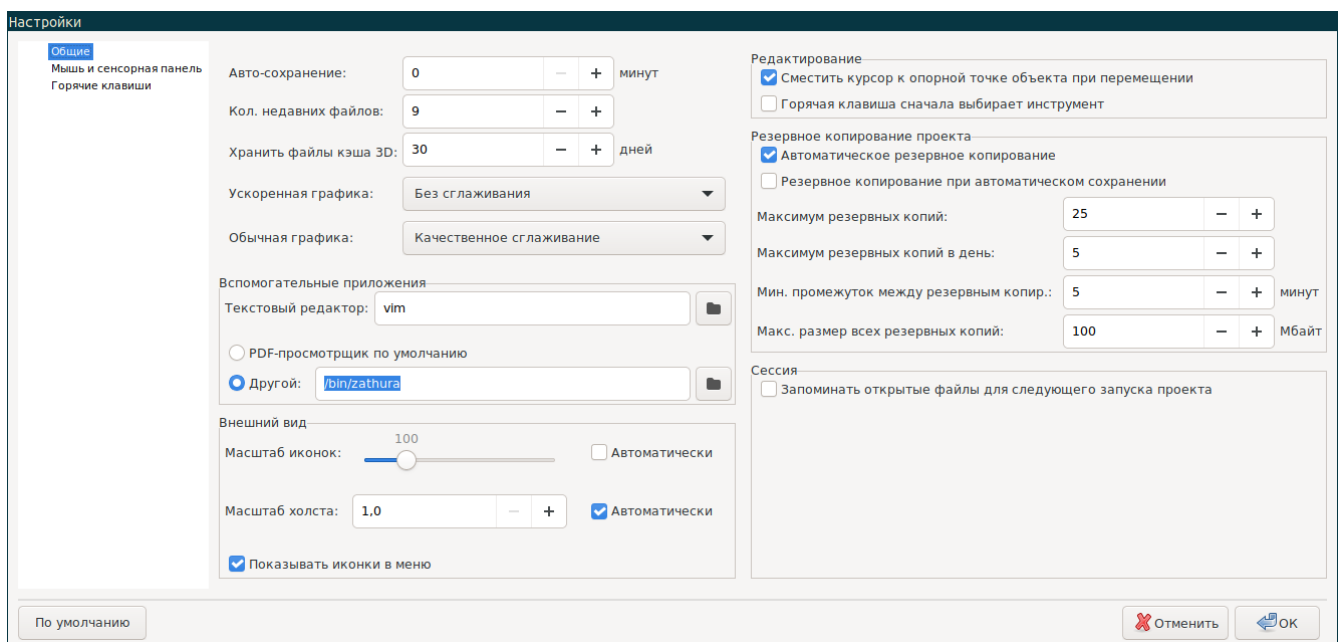 Настройки
Общие
Мышь и сенсорная панель
Горячие клавиши
Авто-сохранение: 0 минут
Кол. недавних файлов: 9
Хранить файлы кэша 3D: 30 дней
Ускоренная графика: Без сглаживания
Обычная графика: Качественное сглаживание
Вспомогательные приложения
Текстовый редактор: vim
PDF-просмотрщик по умолчанию
Другой: /bin/zathura
Внешний вид
100
Масштаб иконок: Автоматически
Масштаб холста: 1,0 Автоматически
Показывать иконки в меню
Редактирование
Сместить курсор к опорной точке объекта при перемещении
Горячая клавиша сначала выбирает инструмент
Резервное копирование проекта
Автоматическое резервное копирование
Резервное копирование при автоматическом сохранении
Максимум резервных копий: 25
Максимум резервных копий в день: 5
Мин. промежуток между резервным копир.: 5 минут
Макс. размер всех резервных копий: 100 Мбайт
Сессия
Запоминать открытые файлы для следующего запуска проекта
По умолчанию
Отменить
ОК